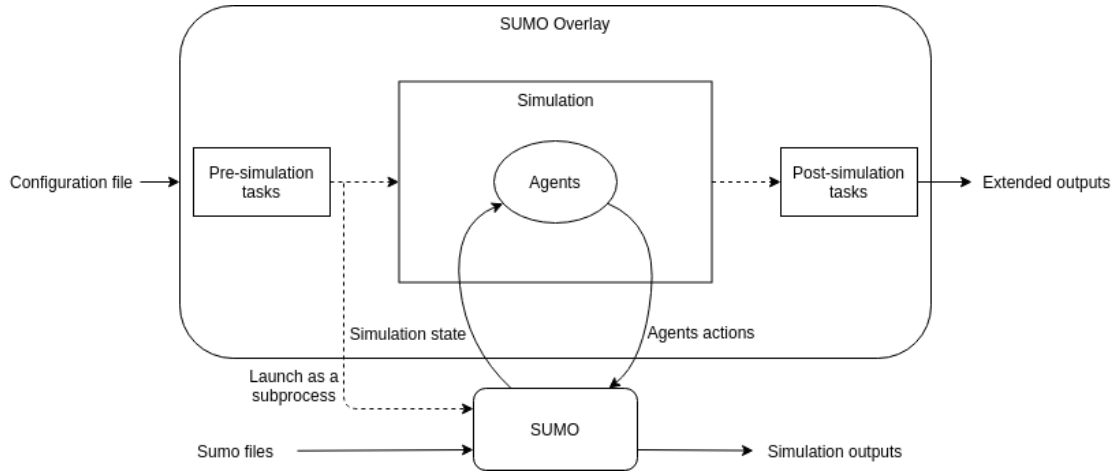 SUMO Overlay
Simulation
Configuration file
Pre-simulation
tasks
Agents
Post-simulation
tasks
Extended outputs
Simulation state
Agents actions
Launch as a
subprocess
SUMO
Sumo files
Simulation outputs